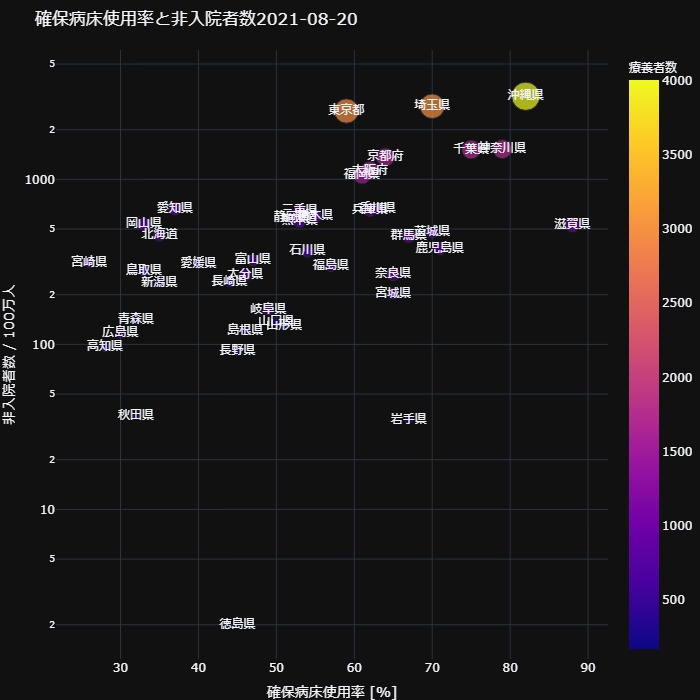 確保病床使用率と非入院者数2021-08-20
療養者数
5
2
1000
5
2
100
5
2
10
5
2
非入院者数 / 100万人
30
40
50
60
70
80
90
確保病床使用率 [%]
4000
3500
3000
2500
2000
1500
1000
500
沖縄県
埼玉県
東京都
千葉県
神奈川県
京都府
大阪府
福岡県
愛知県
三重県
兵庫県
岡山県
北海道
滋賀県
茨城県
群馬県
鹿児島県
石川県
宮崎県
愛媛県
富山県
福島県
鳥取県
新潟県
大分県
長崎県
奈良県
宮城県
岐阜県
青森県
山口県
山形県
広島県
島根県
高知県
長野県
秋田県
岩手県
徳島県